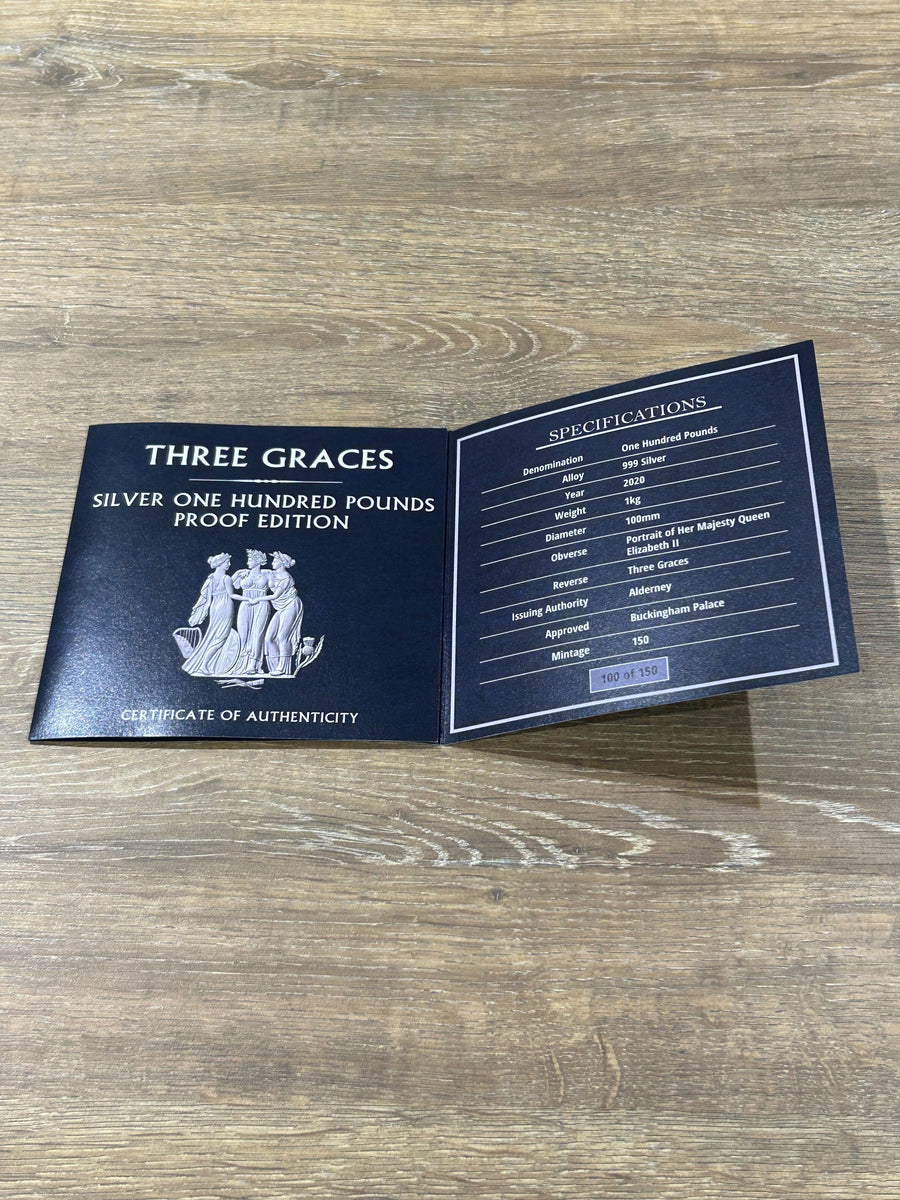 THREE GRACES
SILVER ONE HUNDRED POUNDS
PROOF EDITION
CERTIFICATE OF AUTHENTICITY
SPECIFICATIONS
Denomination One Hundred Pounds
Alloy 999 Silver
Year 2020
Weight 1kg
Diameter 100mm
Obverse Portrait of Her Majesty Queen
Elizabeth II
Reverse Three Graces
Issuing Authority Alderney
Approved Buckingham Palace
Mintage 150
100 of 150